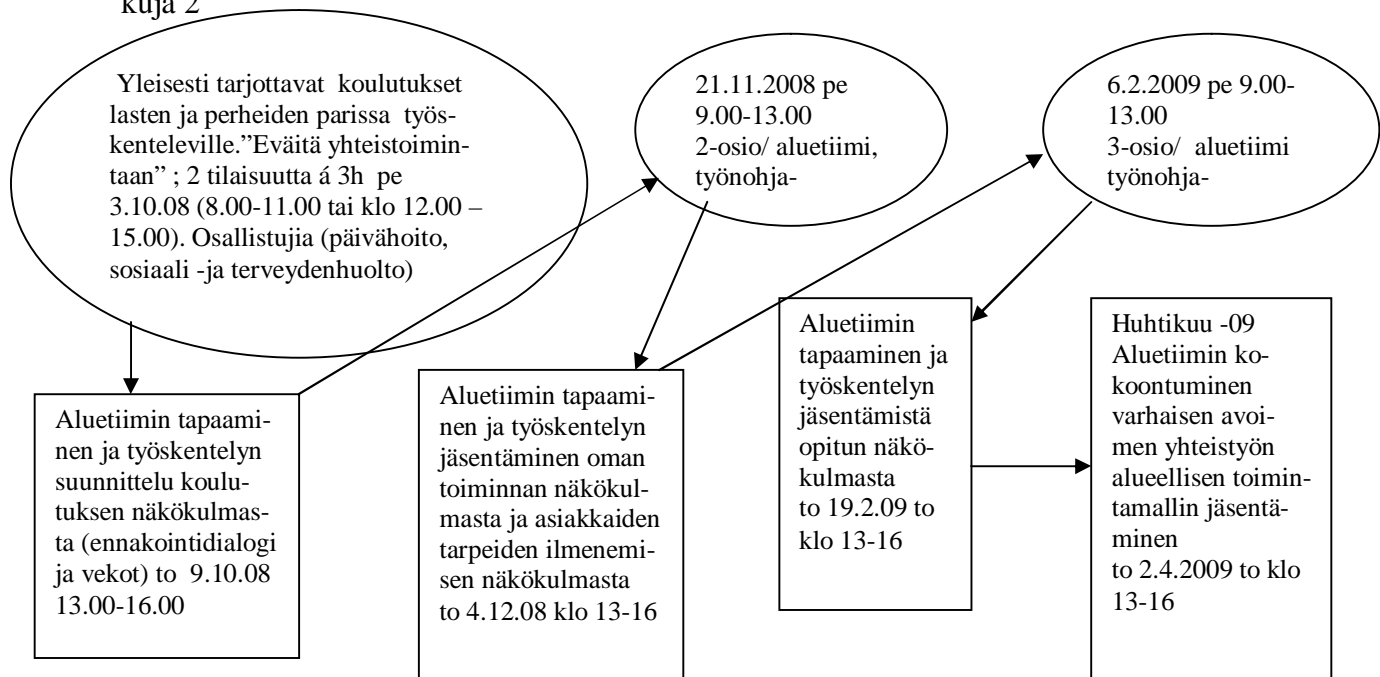 kuja 2
Yleisesti tarjottavat koulutukset
lasten ja perheiden parissa työs-
kenteleville.”Eväitä yhteistoimin-
taan” ; 2 tilaisuutta á 3h pe
3.10.08 (8.00-11.00 tai klo 12.00 –
15.00). Osallistujia (päivähoito,
sosiaali -ja terveydenhuolto)
21.11.2008 pe
9.00-13.00
2-osio/ aluetiimi,
työnohja-
6.2.2009 pe 9.00-
13.00
3-osio/ aluetiimi
työnohja-
Aluetiimin tapaami-
nen ja työskentelyn
suunnittelu koulu-
tuksen näkökulmas-
ta (ennakointidialogi
ja vekot) to 9.10.08
13.00-16.00
Aluetiimin tapaami-
nen ja työskentelyn
jäsentäminen oman
toiminnan näkökul-
masta ja asiakkaiden
tarpeiden ilmenemi-
sen näkökulmasta
to 4.12.08 klo 13-16
Aluetiimin
tapaaminen ja
työskentelyn
jäsentämistä
opitun näkö-
kulmasta
to 19.2.09 to
klo 13-16
Huhtikuu -09
Aluetiimin ko-
koontuminen
varhaisen avoi-
men yhteistyön
alueellisen toimin-
tamallin jäsentä-
minen
to 2.4.2009 to klo
13-16